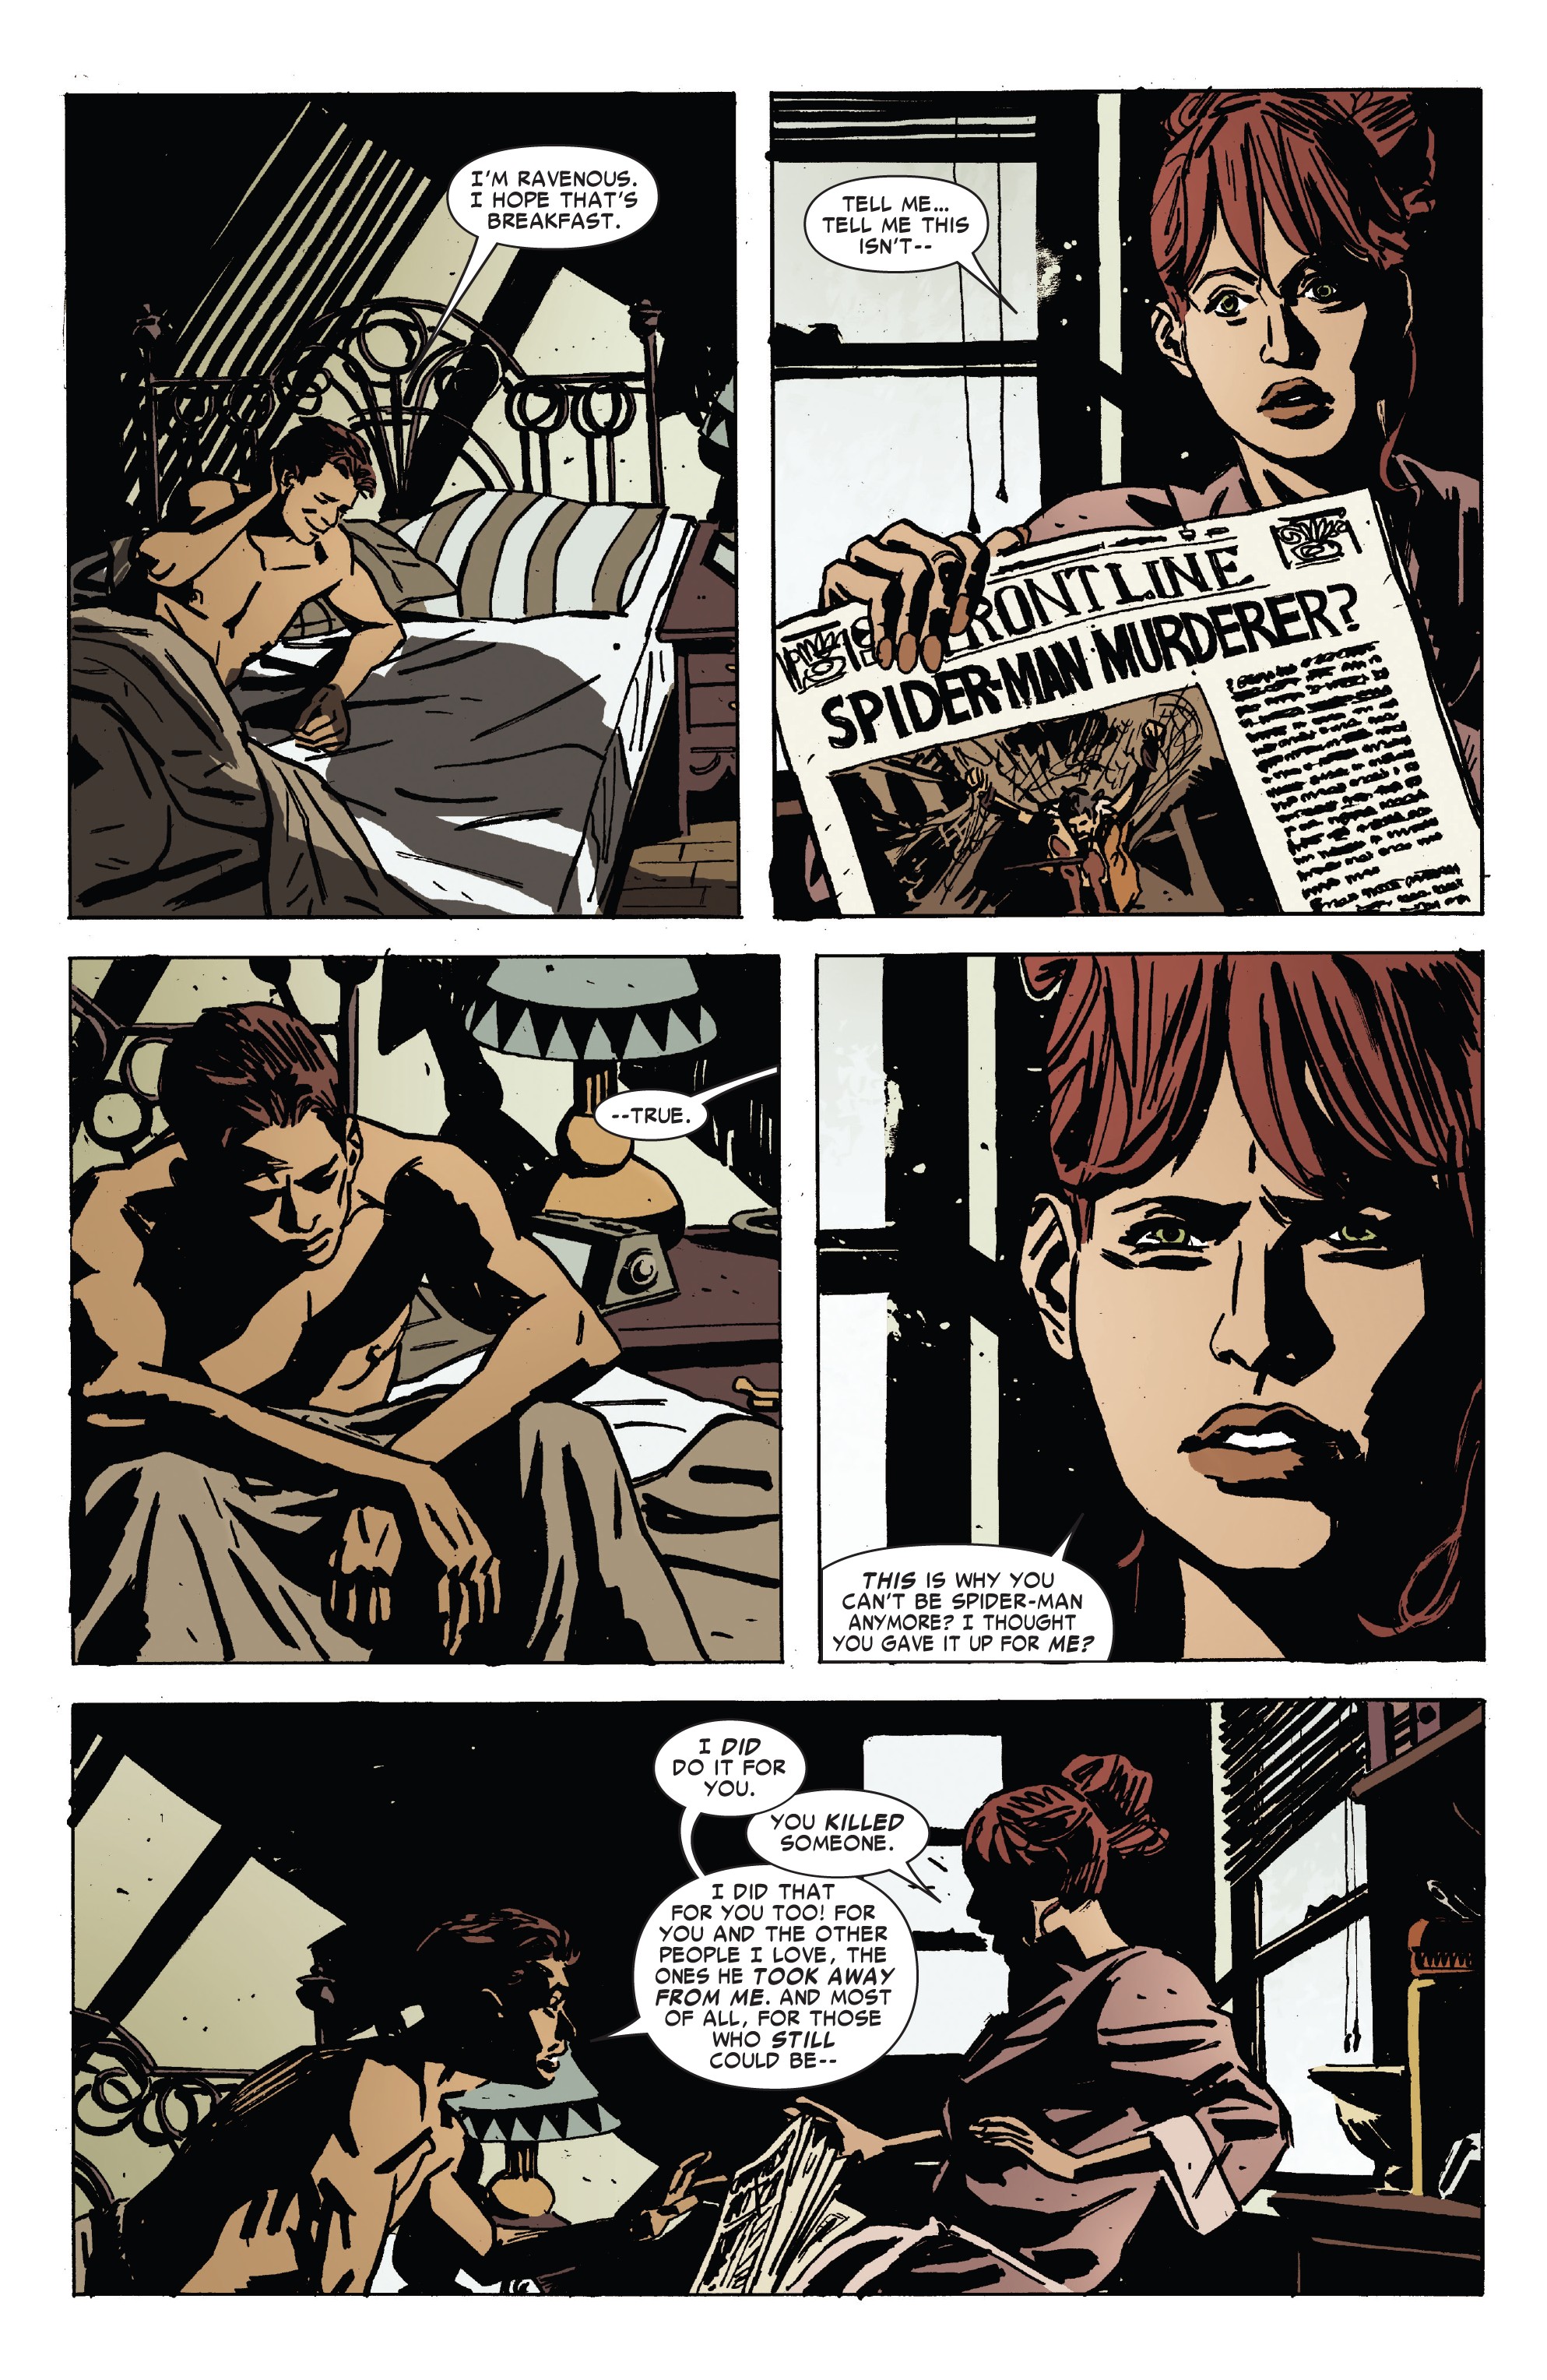 I'M RAVENOUS.
I HOPE THAT'S
BREAKFAST.
TELL ME...
TELL ME THIS
ISN'T--
RONT LINE
SPIDER-MAN MURDERER?
--TRUE.
THIS IS WHY YOU
CAN'T BE SPIDER-MAN
ANYMORE? I THOUGHT
YOU GAVE IT UP FOR ME?
I DID
DO IT FOR
YOU.
YOU KILLED
SOMEONE.
I DID THAT
FOR YOU TOO! FOR
YOU AND THE OTHER
PEOPLE I LOVE, THE
ONES HE TOOK AWAY
FROM ME. AND MOST
OF ALL, FOR THOSE
WHO STILL
COULD BE--